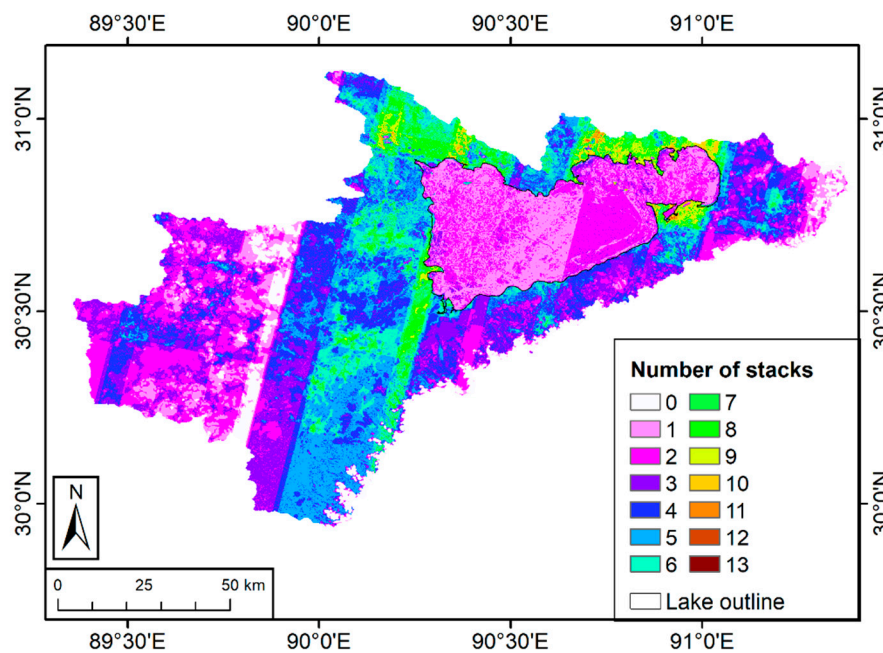 89°30'E 90°0'E 90°30'E 91°0'E
31°0'N 31°0'N
30°30'N 30°30'N
30°0'N 30°0'N
Number of stacks
0 7
1 8
2 9
3 10
4 11
5 12
6 13
Lake outline
N
0 25 50 km
89°30'E 90°0'E 90°30'E 91°0'E